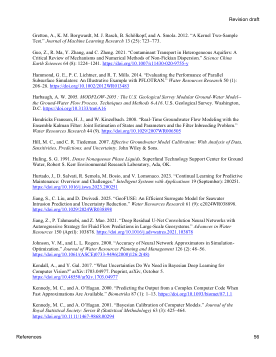 Revision draft
Gretton, A., K. M. Borgwardt, M. J. Rasch, B. Schölkopf, and A. Smola. 2012. “A Kernel Two-Sample
Test.” Journal of Machine Learning Research 13 (25): 723–773.
Guo, Z., R. Ma, Y. Zhang, and C. Zheng. 2021. “Contaminant Transport in Heterogeneous Aquifers: A
Critical Review of Mechanisms and Numerical Methods of Non-Fickian Dispersion.” Science China
Earth Sciences 64 (8): 1224–1241.
Hammond, G. E., P. C. Lichtner, and R. T. Mills. 2014. “Evaluating the Performance of Parallel
Subsurface Simulators: An Illustrative Example with PFLOTRAN.” Water Resources Research 50 (1):
208–28. https://doi.org/10.1002/2012WR013483
Harbaugh, A. W. 2005. MODFLOW-2005 : The U.S. Geological Survey Modular Ground-Water Model—
the Ground-Water Flow Process. Techniques and Methods 6-A16. U.S. Geological Survey, Washington,
D.C. https://doi.org/10.3133/tm6A16
Hendricks Franssen, H. J., and W. Kinzelbach. 2008. “Real-Time Groundwater Flow Modeling with the
Ensemble Kalman Filter: Joint Estimation of States and Parameters and the Filter Inbreeding Problem.”
Water Resources Research 44 (9). https://doi.org/10.1029/2007WR006505
Hill, M. C., and C. R. Tiedeman. 2007. Effective Groundwater Model Calibration: With Analysis of Data,
Sensitivities, Predictions, and Uncertainty. John Wiley & Sons.
Huling, S. G. 1991. Dense Nonaqueous Phase Liquids. Superfund Technology Support Center for Ground
Water, Robert S. Kerr Environmental Research Laboratory, Ada, OK.
Hurtado, J., D. Salvati, R. Semola, M. Bosio, and V. Lomonaco. 2023. “Continual Learning for Predictive
Maintenance: Overview and Challenges.” Intelligent Systems with Applications 19 (September): 200251.
https://doi.org/10.1016/j.iswa.2023.200251
Jiang, S., C. Liu, and D. Dwivedi. 2025. “GeoFUSE: An Efficient Surrogate Model for Seawater
Intrusion Prediction and Uncertainty Reduction.” Water Resources Research 61
Jiang, Z., P. Tahmasebi, and Z. Mao. 2021. “Deep Residual U-Net Convolution Neural Networks with
Autoregressive Strategy for Fluid Flow Predictions in Large-Scale Geosystems.” Advances in Water
Resources 150 (April): 103878. https://doi.org/10.1016/j.advwatres.2021.103878
Johnson, V. M., and L. L. Rogers. 2000. “Accuracy of Neural Network Approximators in Simulation-
Optimization.” Journal of Water Resources Planning and Management 126 (2): 48–56.
https://doi.org/10.1061/(ASCE)0733-9496(2000)126:2(48)
Kendall, A., and Y. Gal. 2017. “What Uncertainties Do We Need in Bayesian Deep Learning for
Computer Vision?” arXiv:1703.04977. Preprint, arXiv, October 5.
https://doi.org/10.48550/arXiv.1703.04977
Kennedy, M. C., and A. O’Hagan. 2000. “Predicting the Output from a Complex Computer Code When
Fast Approximations Are Available.” Biometrika 87 (1): 1–13. https://doi.org/10.1093/biomet/87.1.1
Kennedy, M. C., and A. O’Hagan. 2001. “Bayesian Calibration of Computer Models.” Journal of the
Royal Statistical Society: Series B (Statistical Methodology) 63 (3): 425–464.
https://doi.org/10.1111/1467-9868.00294
References 56